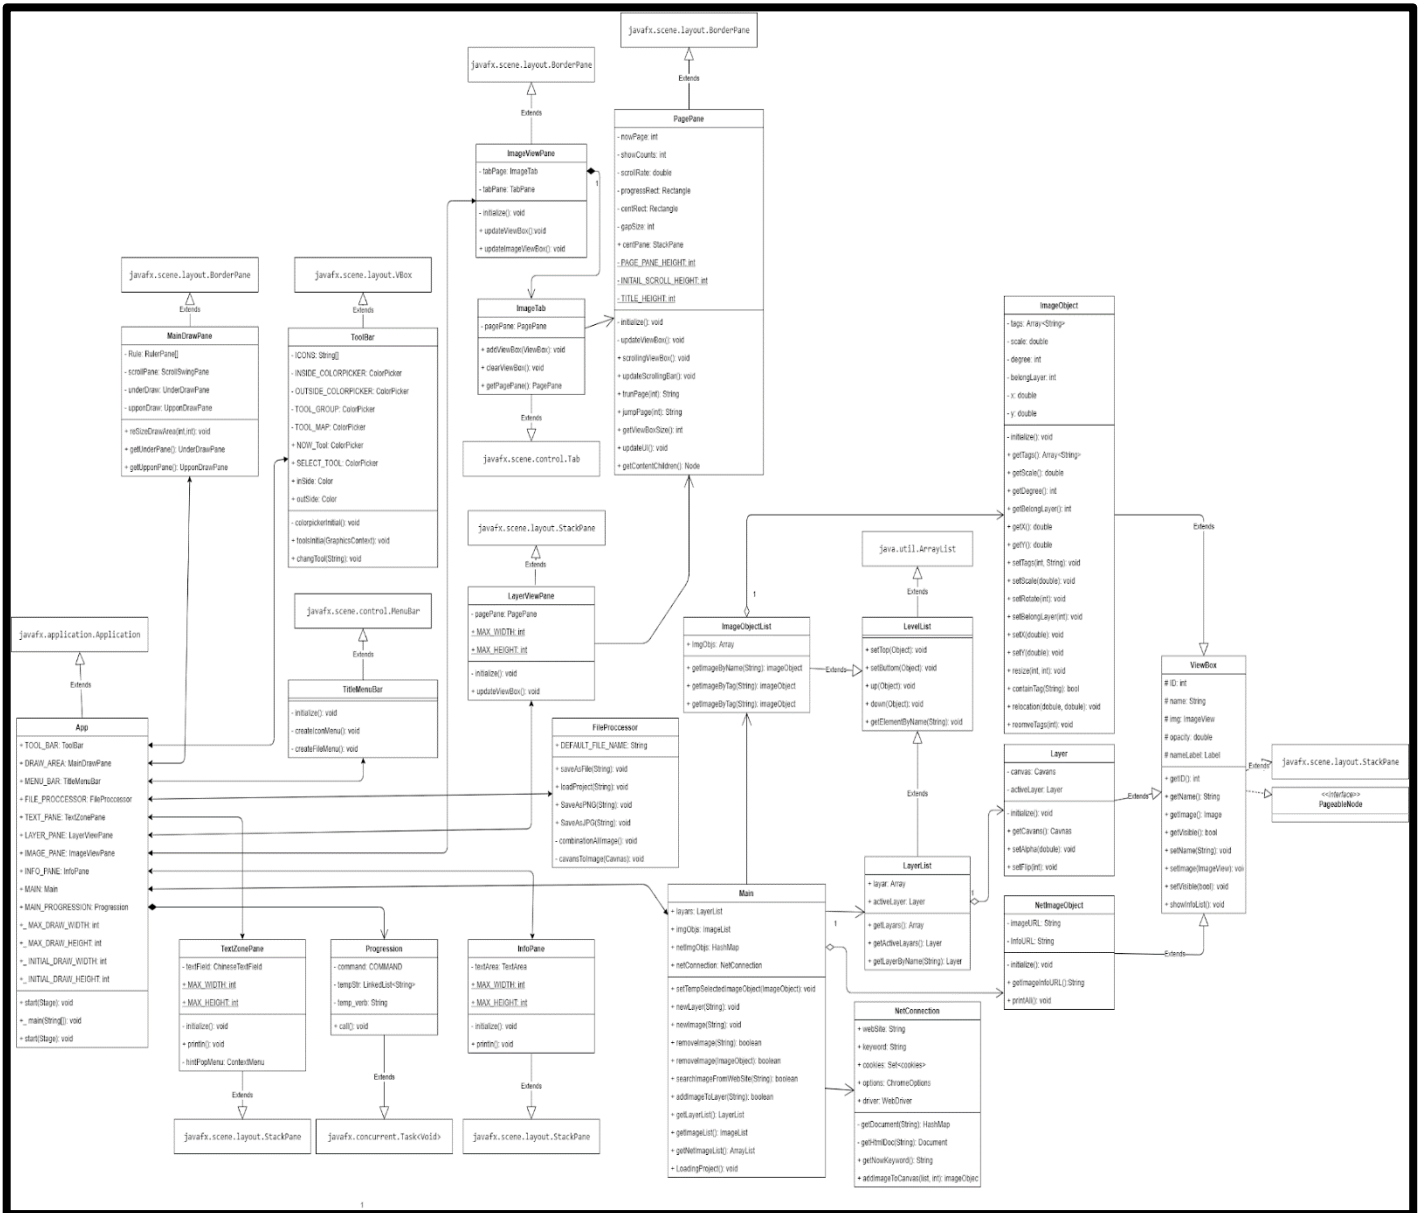 javafx.scene.layout.BorderPane
Extends
PagePane
- nowPage: int
- showCounts: int
- scrollRate: double
- progressRect: Rectangle
- centRect: Rectangle
- gapSize: int
+ centPane: StackPane
- PAGE_PANE_HEIGHT: int
- INITAIL_SCROLL_HEIGHT: int
- TITLE_HEIGHT: int
- initialize(): void
- updateViewBox(): void
+ scrollingViewBox(): void
+ updateScrollingBar(): void
+ trunPage(int): String
+ jumpPage(int): String
+ getViewBoxSize(): int
+ updateUI(): void
+ getContentChildren(): Node
javafx.scene.layout.BorderPane
Extends
ImageViewPane
- tabPage: ImageTab
- tabPane: TabPane
- initialize(): void
+ updateViewBox():void
+ updateImageViewBox(): void
1
ImageTab
- pagePane: PagePane
+ addViewBox(ViewBox): void
+ clearViewBox(): void
+ getPagePane(): PagePane
Extends
javafx.scene.control.Tab
javafx.scene.layout.BorderPane
Extends
MainDrawPane
- Rule: RulerPane[]
- scrollPane: ScrollSwingPane
- underDraw: UnderDrawPane
- upponDraw: UpponDrawPane
+ reSizeDrawArea(int,int): void
+ getUnderPane(): UnderDrawPane
+ getUpponPane(): UpponDrawPane
javafx.scene.layout.VBox
Extends
ToolBar
- ICONS: String[]
- INSIDE_COLORPICKER: ColorPicker
- OUTSIDE_COLORPICKER: ColorPicker
- TOOL_GROUP: ColorPicker
- TOOL_MAP: ColorPicker
+ NOW_Tool: ColorPicker
+ SELECT_TOOL: ColorPicker
+ inSide: Color
+ outSide: Color
- colorpickerInitial(): void
+ toolsInitia(GraphicsContext): void
+ changTool(String): void
javafx.scene.control.MenuBar
Extends
TitleMenuBar
- initialize(): void
- createIconMenu(): void
- createFileMenu(): void
javafx.scene.layout.StackPane
Extends
LayerViewPane
- pagePane: PagePane
+ MAX_WIDTH: int
+ MAX_HEIGHT: int
- initialize(): void
+ updateViewBox(): void
FileProccessor
+ DEFAULT_FILE_NAME: String
+ saveAsFile(String): void
+ loadProject(String): void
+ SaveAsPNG(String): void
+ SaveAsJPG(String): void
- combinationAllImage(): void
- cavansToImage(Cavnas): void
javafx.application.Application
Extends
App
+ TOOL_BAR: ToolBar
+ DRAW_AREA: MainDrawPane
+ MENU_BAR: TitleMenuBar
+ FILE_PROCCESSOR: FileProccessor
+ TEXT_PANE: TextZonePane
+ LAYER_PANE: LayerViewPane
+ IMAGE_PANE: ImageViewPane
+ INFO_PANE: InfoPane
+ MAIN: Main
+ MAIN_PROGRESSION: Progression
+_ MAX_DRAW_WIDTH: int
+_ MAX_DRAW_HEIGHT: int
+_ INITIAL_DRAW_WIDTH: int
+_ INITIAL_DRAW_HEIGHT: int
+ start(Stage): void
+_ main(String[]): void
+ start(Stage): void
TextZonePane
- textField: ChineseTextField
+ MAX_WIDTH: int
+ MAX_HEIGHT: int
- initialize(): void
+ println(): void
- hintPopMenu: ContextMenu
Extends
javafx.scene.layout.StackPane
Progression
- command: COMMAND
- tempStr: LinkedList<String>
- temp_verb: String
+ call(): void
Extends
javafx.concurrent.Task<Void>
InfoPane
- textArea: TextArea
+ MAX_WIDTH: int
+ MAX_HEIGHT: int
- initialize(): void
+ println(): void
Extends
javafx.scene.layout.StackPane
1
ImageObjectList
+ ImgObjs: Array
+ getImageByName(String): imageObject
+ getImageByTag(String): imageObject
+ getImageByTag(String): imageObject
1
Extends
java.util.ArrayList
Extends
LevelList
+ setTop(Object): void
+ setButtom(Object): void
+ up(Object): void
+ down(Object): void
+ getElementByName(String): void
Extends
LayerList
+ layar: Array
+ activeLayer: Layer
+ getLayars(): Array
+ getActiveLayars(): Layer
+ getLayerByName(String): Layer
1
Main
+ layars: LayerList
+ imgObjs: ImageList
+ netImgObjs: HashMap
+ netConnection: NetConnection
+ setTempSelectedImageObject(ImageObject): void
+ newLayer(String): void
+ newImage(String): void
+ removeImage(String): boolean
+ removeImage(ImageObject): boolean
+ searchImageFromWebSite(String): boolean
+ addImageToLayer(String): boolean
+ getLayerList(): LayerList
+ getImageList(): ImageList
+ getNetImageList(): ArrayList
+ LoadingProject(): void
1
NetConnection
+ webSite: String
+ keyword: String
+ cookies: Set<cookies>
+ options: ChromeOptions
+ driver: WebDriver
- getDocument(String): HashMap
- getHtmlDoc(String): Document
+ getNowKeyword(): String
+ addImageToCanvas(list, int): imageObjec
ImageObject
- tags: Array<String>
- scale: double
- degree: int
- belongLayer: int
- x: double
- y: double
- initialize(): void
+ getTags(): Array<String>
+ getScale(): double
+ getDegree(): int
+ getBelongLayer(): int
+ getX(): double
+ getY(): double
+ setTags(int, String): void
+ setScale(double): void
+ setRotate(int): void
+ setBelongLayer(int): void
+ setX(double): void
+ setY(double): void
+ resize(int, int): void
+ containTag(String): bool
+ relocation(dobule, dobule): void
+ reomveTags(int): void
Extends
Layer
- canvas: Cavans
- activeLayer: Layer
- initialize(): void
+ getCavans(): Cavnas
+ setAlpha(dobule): void
+ setFlip(int): void
Extends
NetImageObject
- imageURL: String
- InfoURL: String
- initialize(): void
+ getImageInfoURL():String
+ printAll(): void
Extends
ViewBox
# ID: int
# name: String
# img: ImageView
# opacity: double
# nameLabel: Label
+ getID(): int
+ getName(): String
+ getImage(): Image
+ getVisible(): bool
+ setName(String): void
+ setImage(ImageView): voi
+ setVisible(bool): void
+ showInfoList(): void
Extends
javafx.scene.layout.StackPane
Extends
<<interface>>
PageableNode